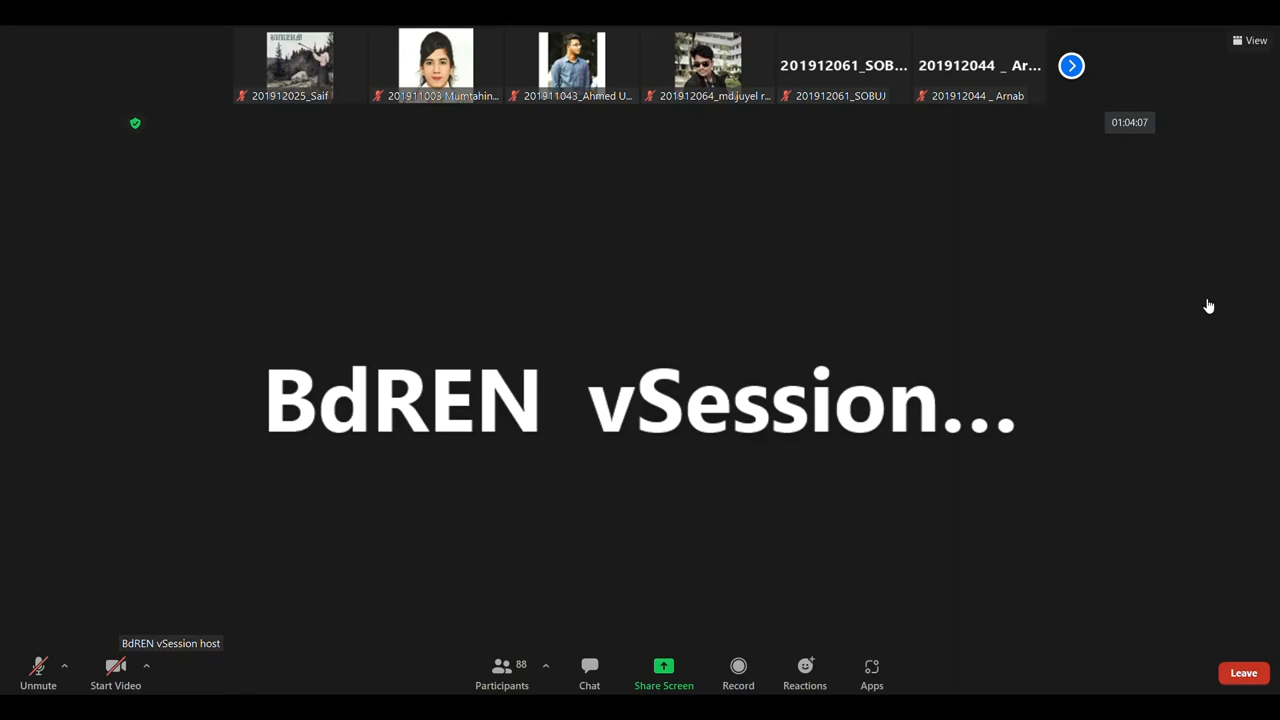 View
201912061_SOB...
201912044 _ Ar...
201912025_Saif
201911003 Mumtahin...
201911043_Ahmed U...
201912064_md.juyel r...
201912061_SOBUJ
201912044 _ Arnab
01:04:07
BdREN vSession...
BdREN vSession host
88
Unmute
Start Video
Participants
Chat
Share Screen
Record
Reactions
Apps
Leave